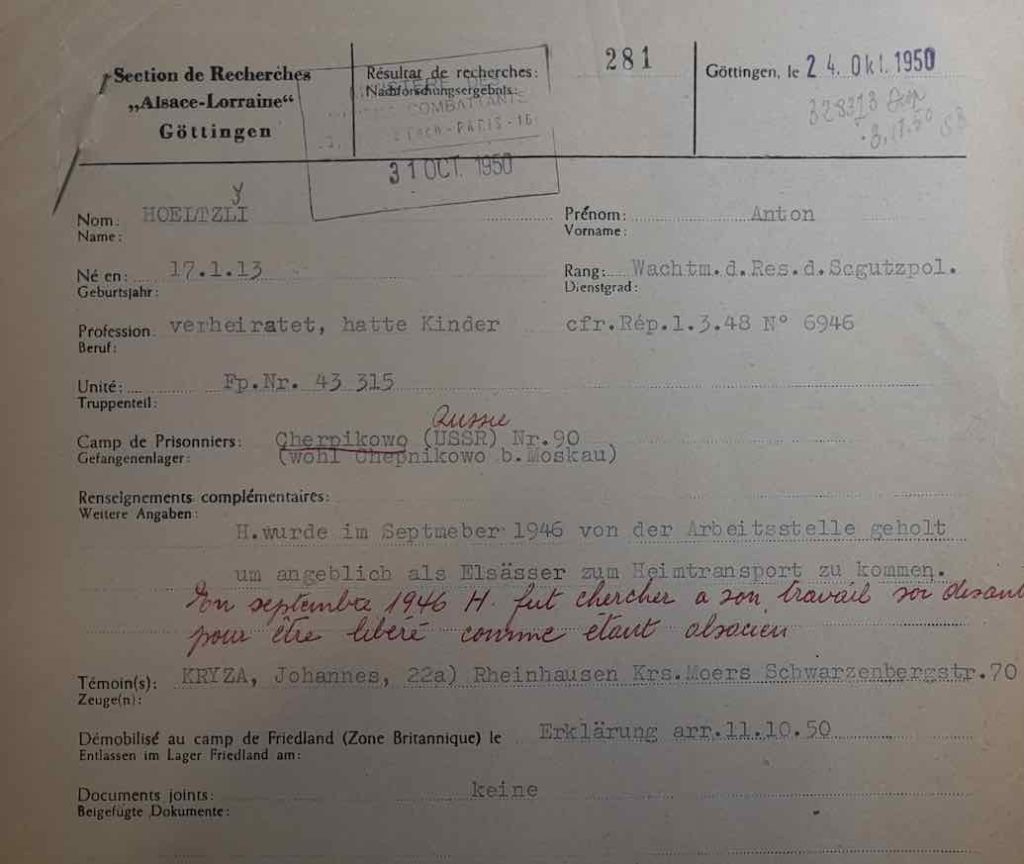 Section de Recherches
„Alsace-Lorraine“
Göttingen
Résultat de recherches:
Nachforschungsergebnis:
COMBATTANTS
PARIS-16
31 OCT. 1950
281
Göttingen, le 24. Okt. 1950
328313
Nom: HOELTZLI y
Name:
Prénom: Anton
Vorname:
Né en: 17.1.13
Geburtsjahr:
Rang: Wachtm.d.Res.d.Scgutzpol.
Dienstgrad:
Profession: verheiratet, hatte Kinder cfr.Rép.1.3.48 N° 6946
Beruf:
Unité: Fp.Nr. 43 315
Truppenteil:
Russie
Camp de Prisonniers: Cherpikowo (USSR) Nr.90
Gefangenenlager: (wohl Chepnikowo b.Moskau)
Renseignements complémentaires:
Weitere Angaben:
H.wurde im Septmeber 1946 von der Arbeitsstelle geholt
um angeblich als Elsässer zum Heimtransport zu kommen.
En septembre 1946 H. fut chercher a son travail soi disant
pour être libéré comme étant alsacien
Témoin(s): KRYZA, Johannes, 22a) Rheinhausen Krs.Moers Schwarzenbergstr.70
Zeuge(n):
Démobilisé au camp de Friedland (Zone Britannique) le Erklärung arr.11.10.50
Entlassen im Lager Friedland am:
Documents joints: keine
Beigefügte Dokumente: